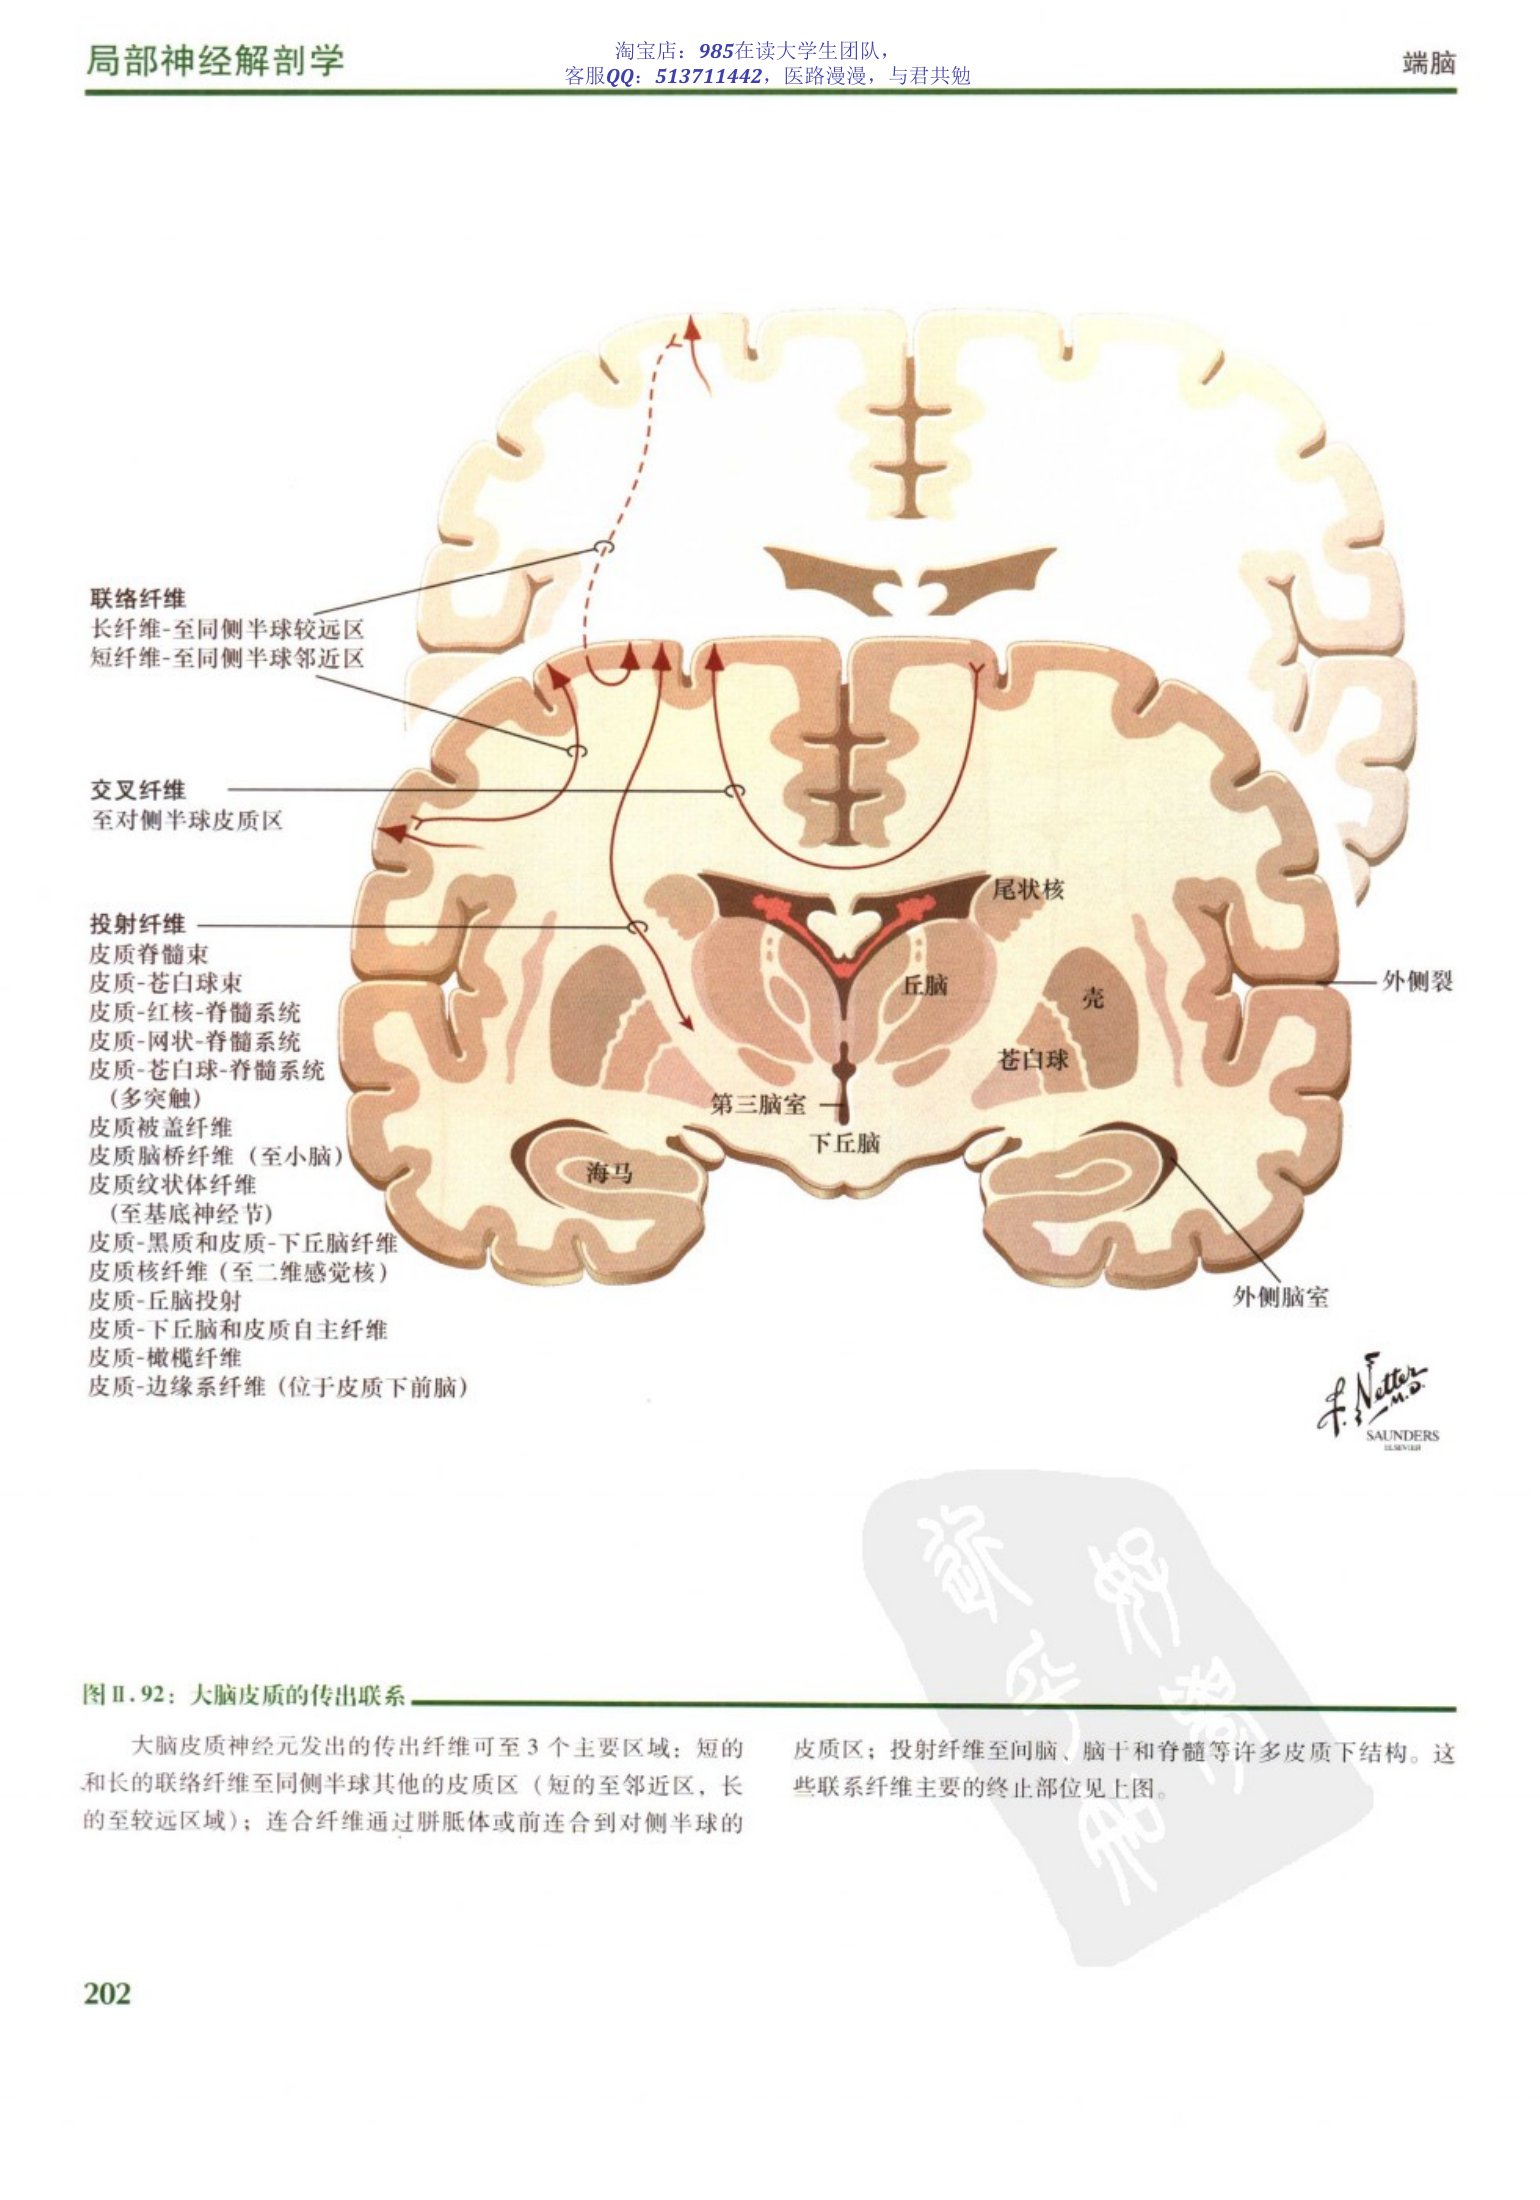 局部神经解剖学
淘宝店：985在读大学生团队，
客服QQ：513711442，医路漫漫，与君共勉
端脑
联络纤维
长纤维-至同侧半球较远区
短纤维-至同侧半球邻近区
交叉纤维
至对侧半球皮质区
投射纤维
皮质脊髓束
皮质-苍白球束
皮质-红核-脊髓系统
皮质-网状-脊髓系统
皮质-苍白球-脊髓系统
（多突触）
皮质被盖纤维
皮质脑桥纤维（至小脑）
皮质纹状体纤维
（至基底神经节）
皮质-黑质和皮质-下丘脑纤维
皮质核纤维（至二维感觉核）
皮质-丘脑投射
皮质-下丘脑和皮质自主纤维
皮质-橄榄纤维
皮质-边缘系纤维（位于皮质下前脑）
尾状核
丘脑
壳
外侧裂
苍白球
第三脑室
下丘脑
海马
外侧脑室
F. Netter
M.D.
SAUNDERS
ELSEVIER
图 II.92：大脑皮质的传出联系
大脑皮质神经元发出的传出纤维可至 3 个主要区域：短的
和长的联络纤维至同侧半球其他的皮质区（短的至邻近区，长
的至较远区域）；连合纤维通过胼胝体或前连合到对侧半球的
皮质区；投射纤维至间脑、脑干和脊髓等许多皮质下结构。这
些联系纤维主要的终止部位见上图。
202